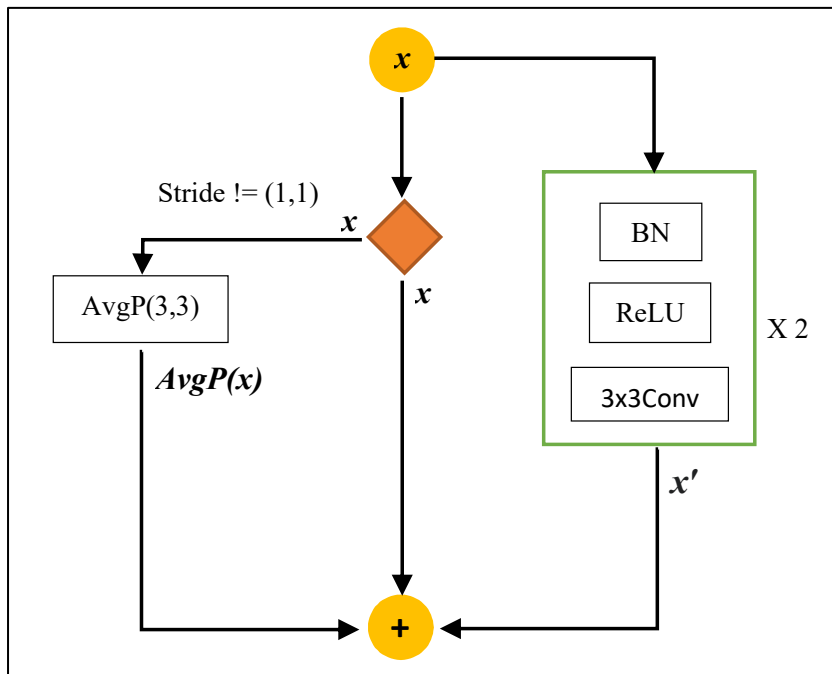 x
Stride != (1,1)
x
BN
x
AvgP(3,3)
ReLU
X 2
AvgP(x)
3x3Conv
x′
+